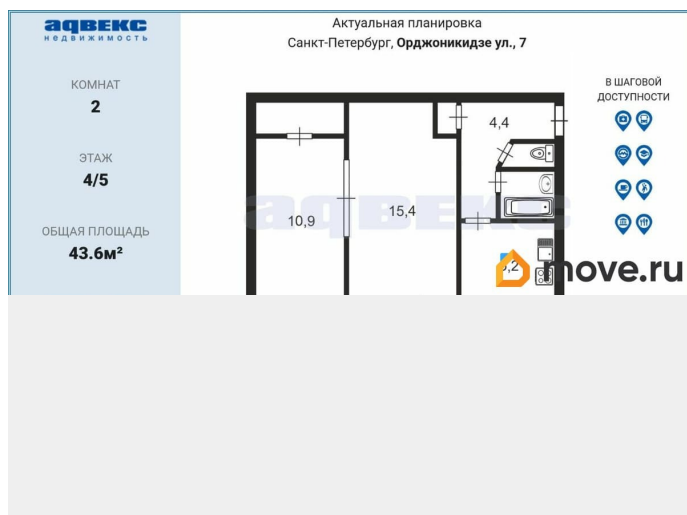 адвекс
недвижимость
Актуальная планировка
Санкт-Петербург, Орджоникидзе ул., 7
КОМНАТ
2
ЭТАЖ
4/5
ОБЩАЯ ПЛОЩАДЬ
43.6м²
В ШАГОВОЙ
ДОСТУПНОСТИ
4,4
10,9
15,4
адвекс
move.ru